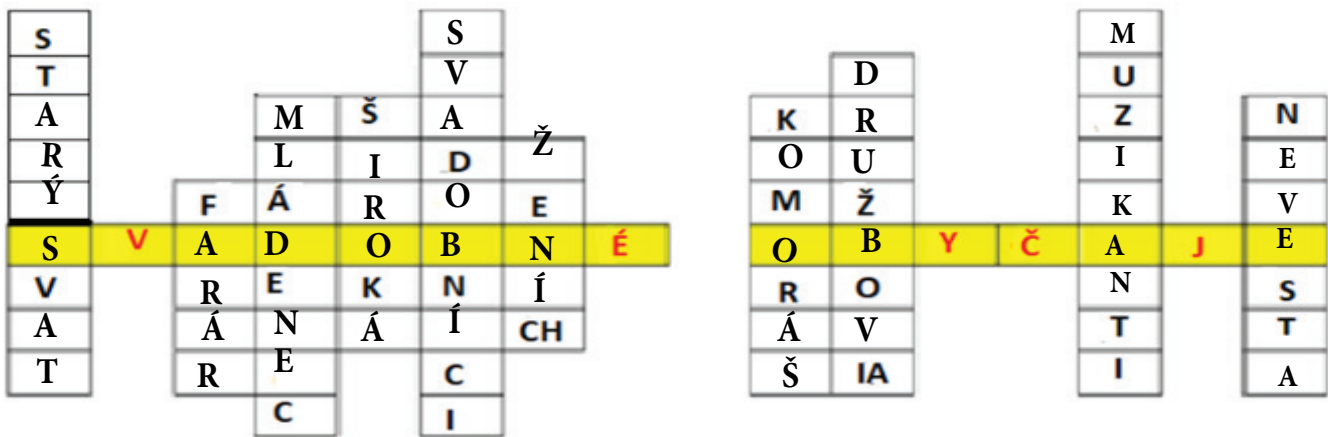 STARÝ SVAT
FARÁR
MLÁDENEC
ŠIROKÁ
SVADOBNÍCI
ŽENÍCH
KOMORÁŠ
DRUŽBOVIA
MUZIKANTI
NEVESTA
SVADOBNÉ OBYČAJE